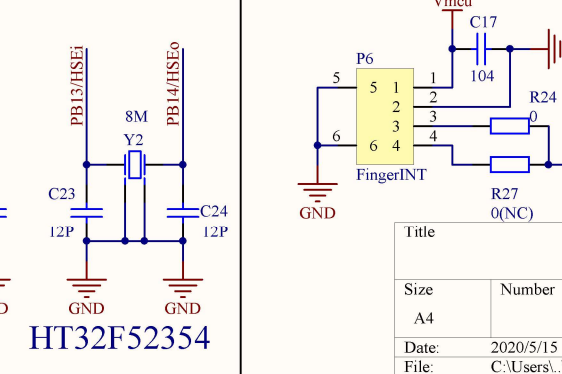 PB13/HSEi
PB14/HSEo
8M
Y2
C23
12P
C24
12P
GND
GND
HT32F52354
Vmcu
C17
104
P6
5
6
5 1
2
3
6 4
1
2
3
4
FingerINT
GND
R24
0
R27
0(NC)
Title
Size
Number
A4
Date:
2020/5/15
File:
C:\Users\..